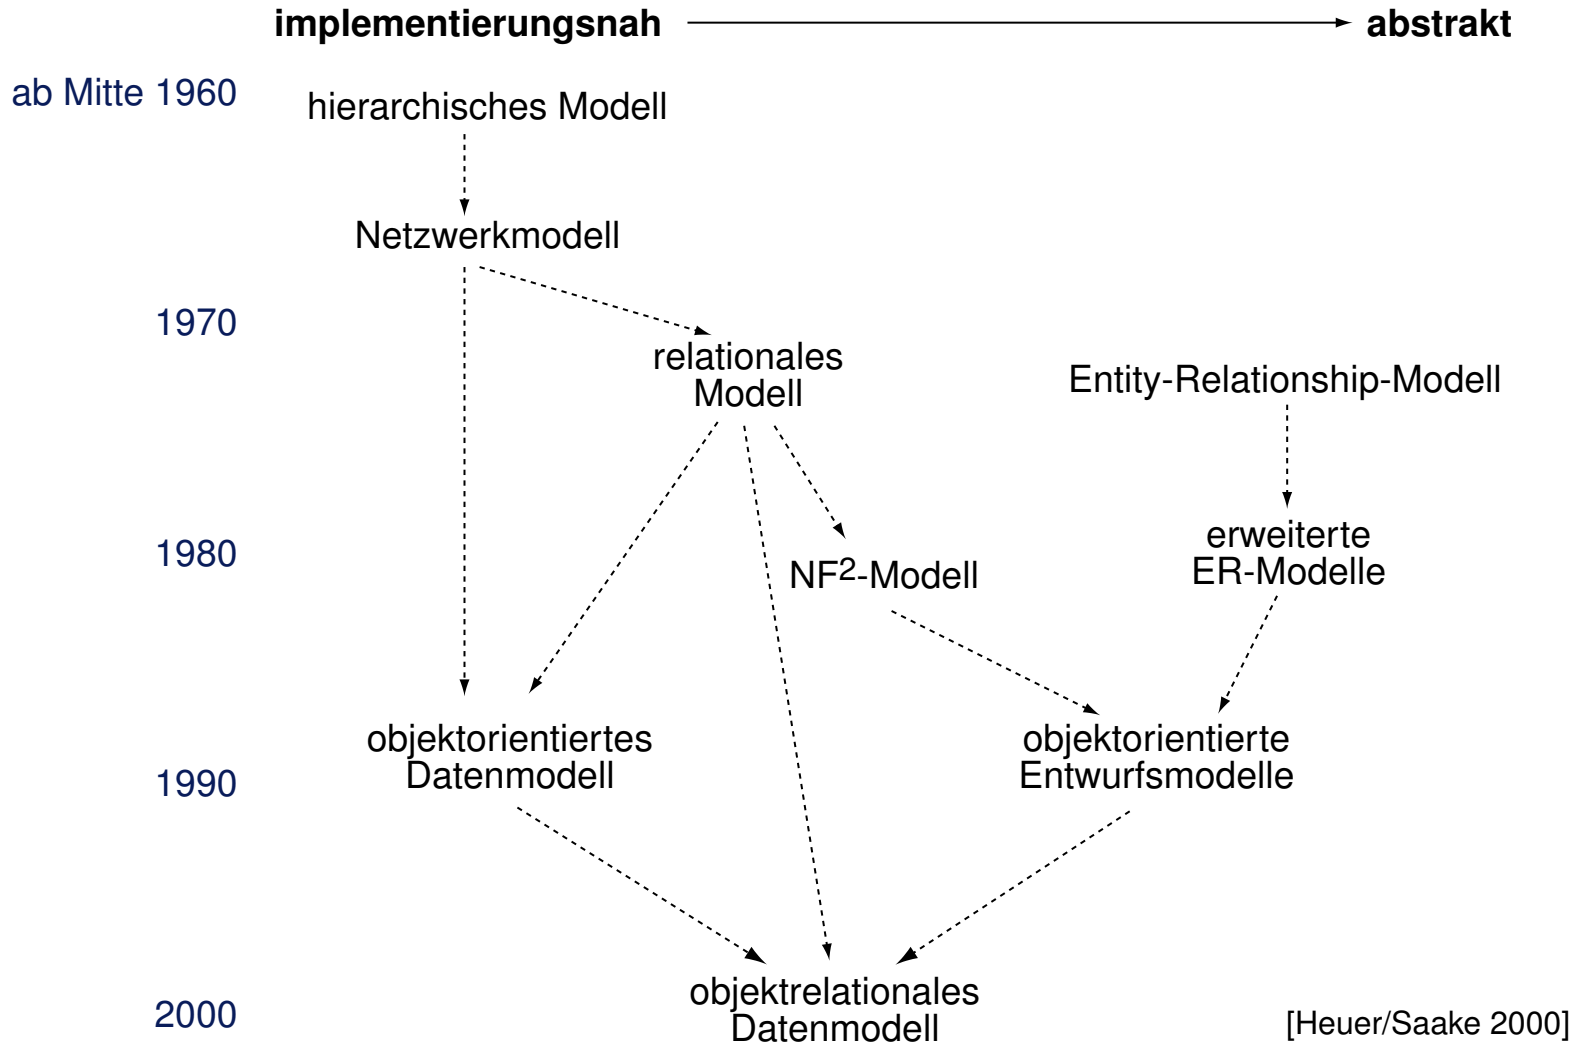 implementierungsnah abstrakt
ab Mitte 1960
hierarchisches Modell
Netzwerkmodell
1970
relationales
Modell
Entity-Relationship-Modell
1980
NF²-Modell
erweiterte
ER-Modelle
objektorientiertes
Datenmodell
objektorientierte
Entwurfsmodelle
1990
objektrelationales
Datenmodell
2000
[Heuer/Saake 2000]